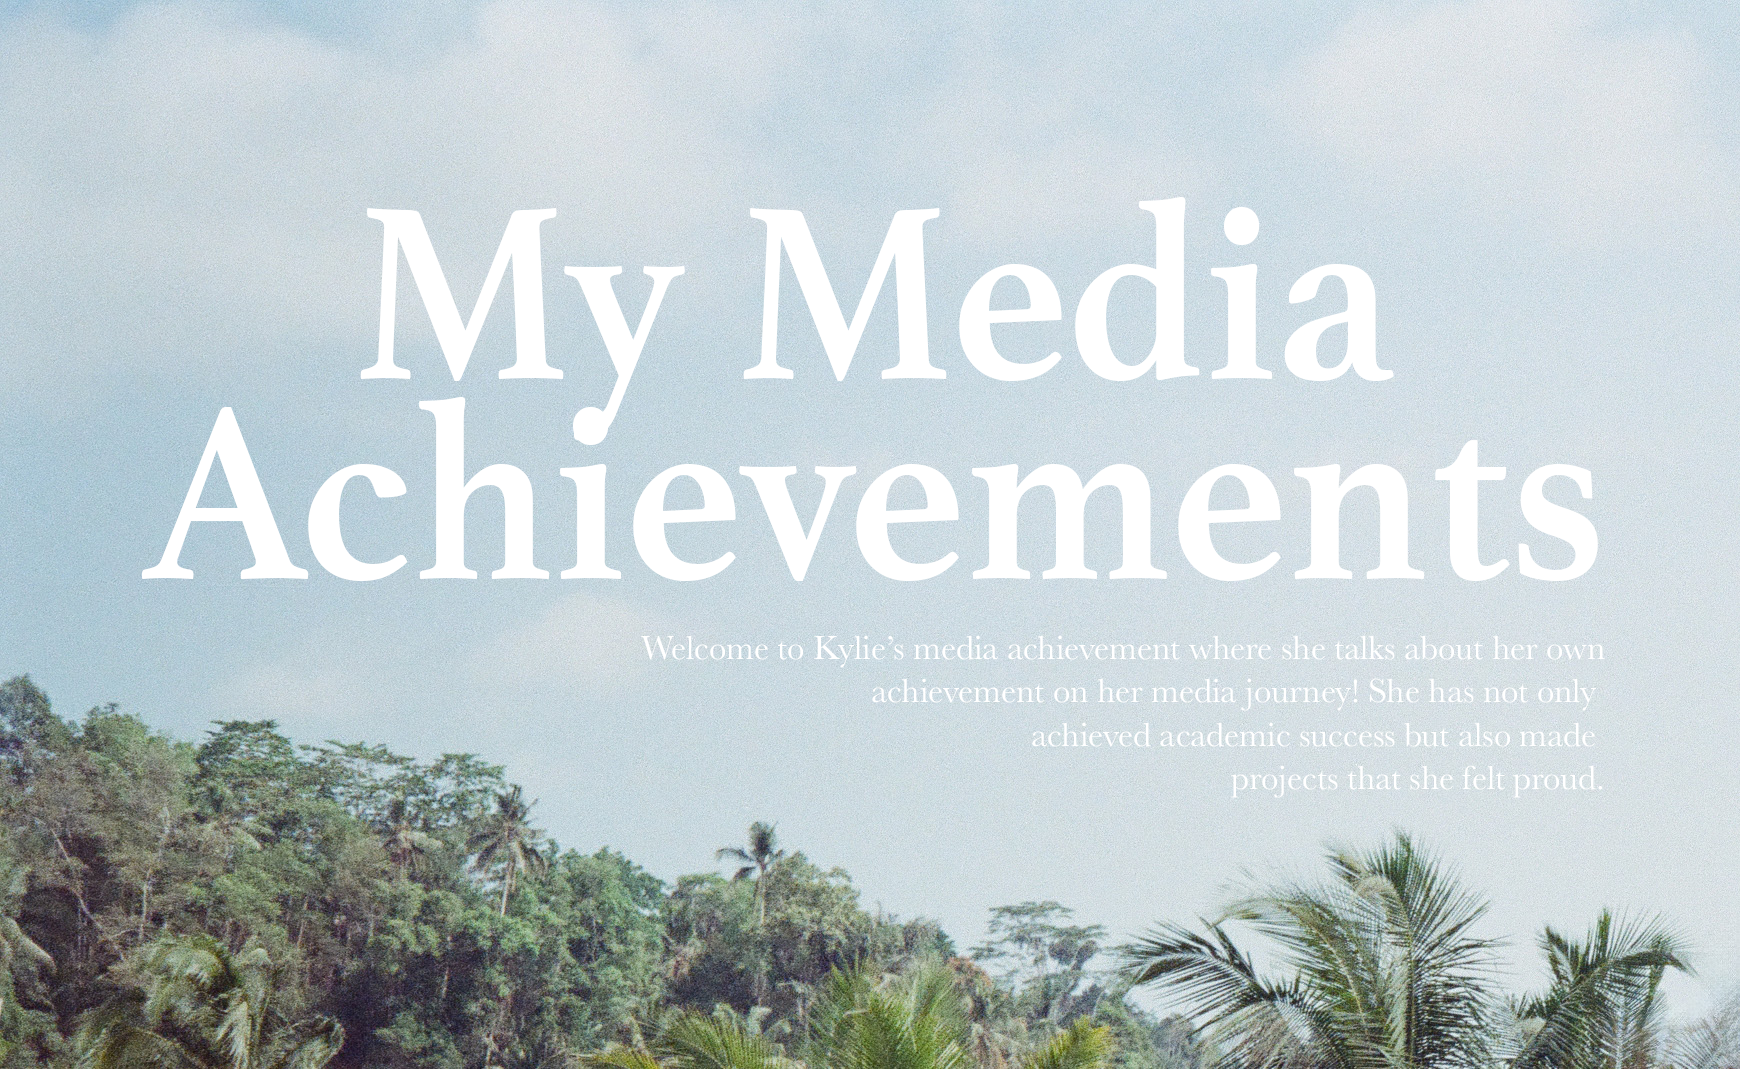 My Media
Achievements
Welcome to Kylie’s media achievement where she talks about her own
achievement on her media journey! She has not only
achieved academic success but also made
projects that she felt proud.